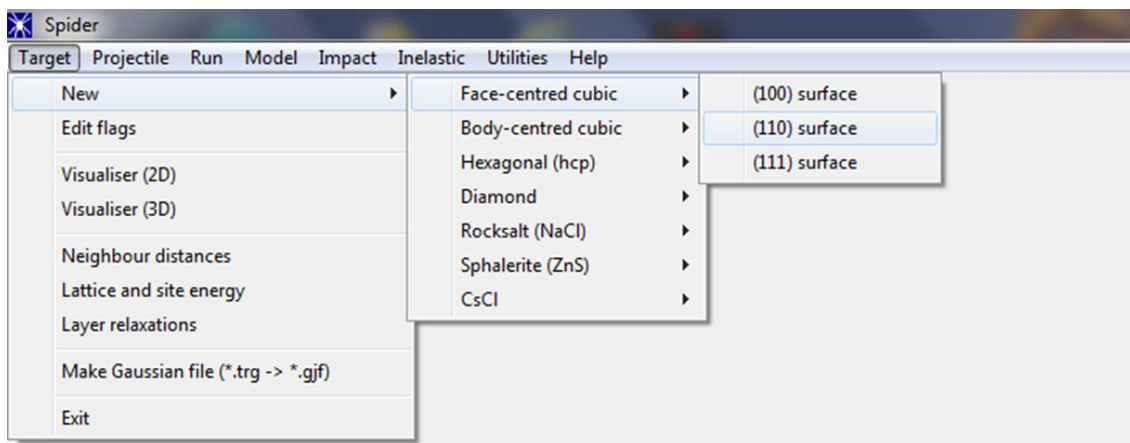 Spider
Target Projectile Run Model Impact Inelastic Utilities Help
New
Edit flags
Visualiser (2D)
Visualiser (3D)
Neighbour distances
Lattice and site energy
Layer relaxations
Make Gaussian file (*.trg -> *.gjf)
Exit
Face-centred cubic
Body-centred cubic
Hexagonal (hcp)
Diamond
Rocksalt (NaCl)
Sphalerite (ZnS)
CsCl
(100) surface
(110) surface
(111) surface